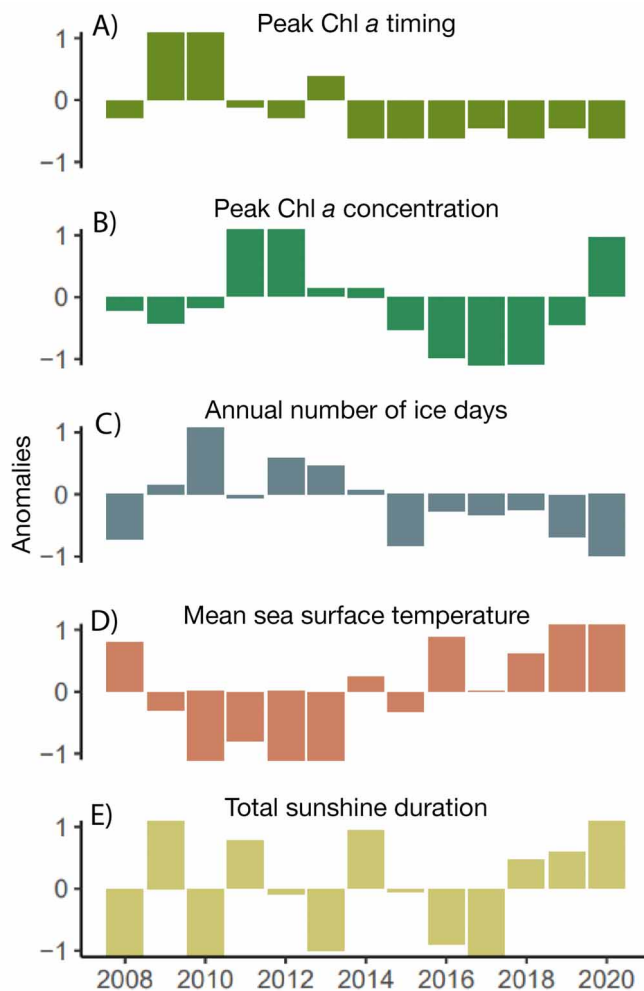 A) Peak Chl a timing
1
0
−1
B) Peak Chl a concentration
1
0
−1
C) Annual number of ice days
1
0
−1
Anomalies
D) Mean sea surface temperature
1
0
−1
E) Total sunshine duration
1
0
−1
2008 2010 2012 2014 2016 2018 2020